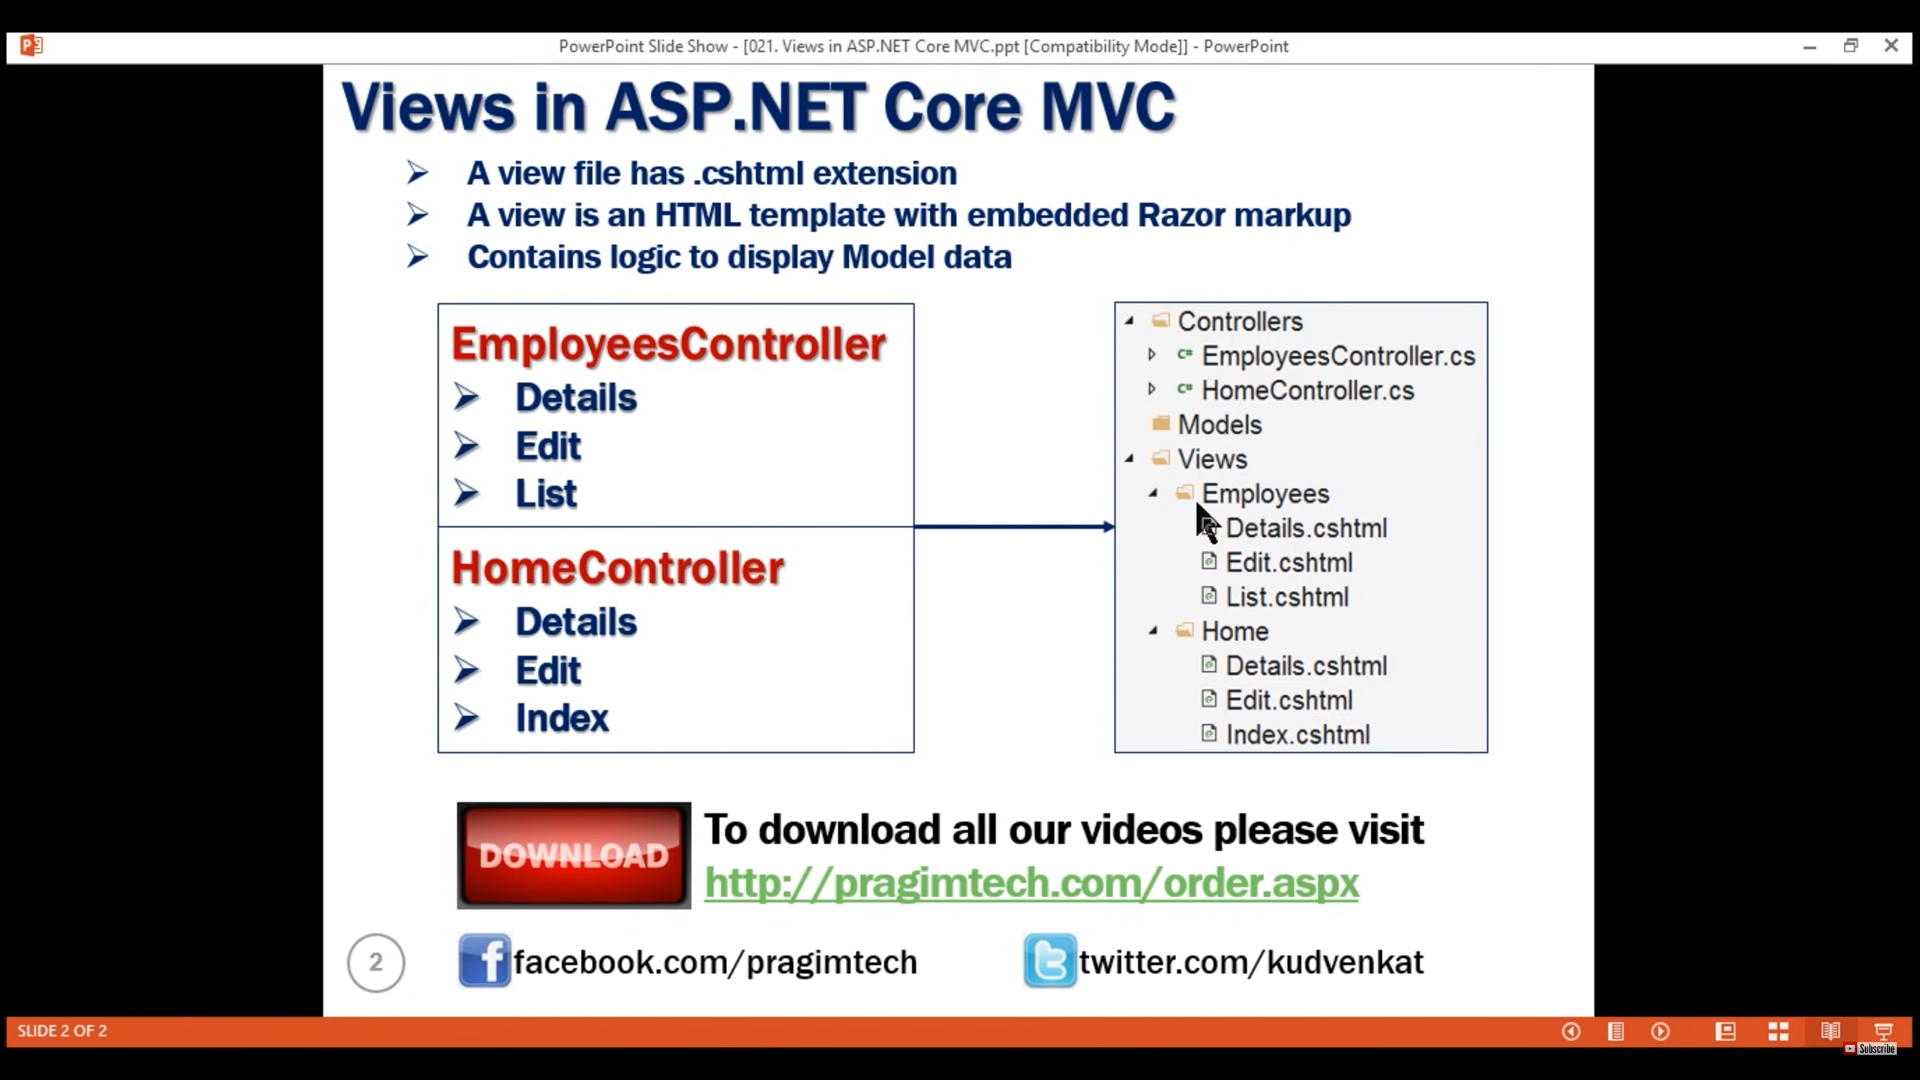 PowerPoint Slide Show - [021. Views in ASP.NET Core MVC.ppt [Compatibility Mode]] - PowerPoint
Views in ASP.NET Core MVC
A view file has .cshtml extension
A view is an HTML template with embedded Razor markup
Contains logic to display Model data
EmployeesController
Details
Edit
List
HomeController
Details
Edit
Index
Controllers
C# EmployeesController.cs
C# HomeController.cs
Models
Views
Employees
Details.cshtml
Edit.cshtml
List.cshtml
Home
Details.cshtml
Edit.cshtml
Index.cshtml
DOWNLOAD
To download all our videos please visit
http://pragimtech.com/order.aspx
2
facebook.com/pragimtech
twitter.com/kudvenkat
SLIDE 2 OF 2
Subscribe